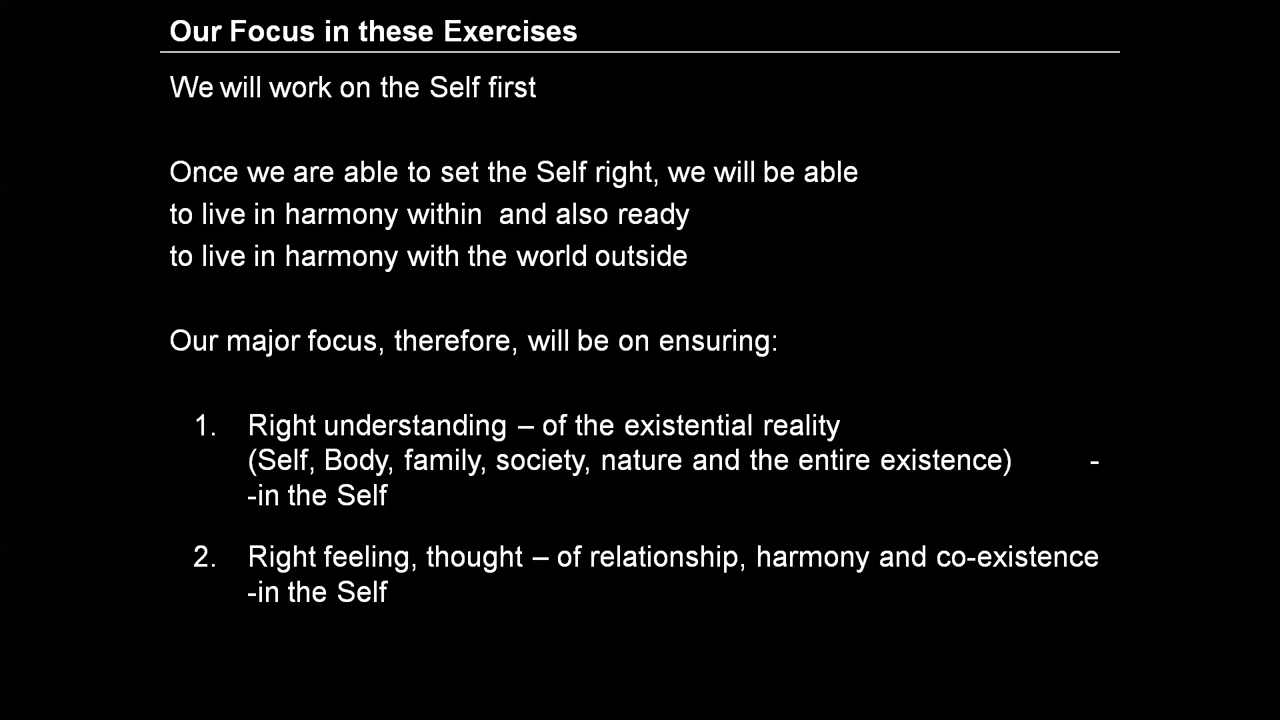 Our Focus in these Exercises
We will work on the Self first
Once we are able to set the Self right, we will be able
to live in harmony within  and also ready
to live in harmony with the world outside
Our major focus, therefore, will be on ensuring:
1. Right understanding – of the existential reality
(Self, Body, family, society, nature and the entire existence) -
-in the Self
2. Right feeling, thought – of relationship, harmony and co-existence
-in the Self